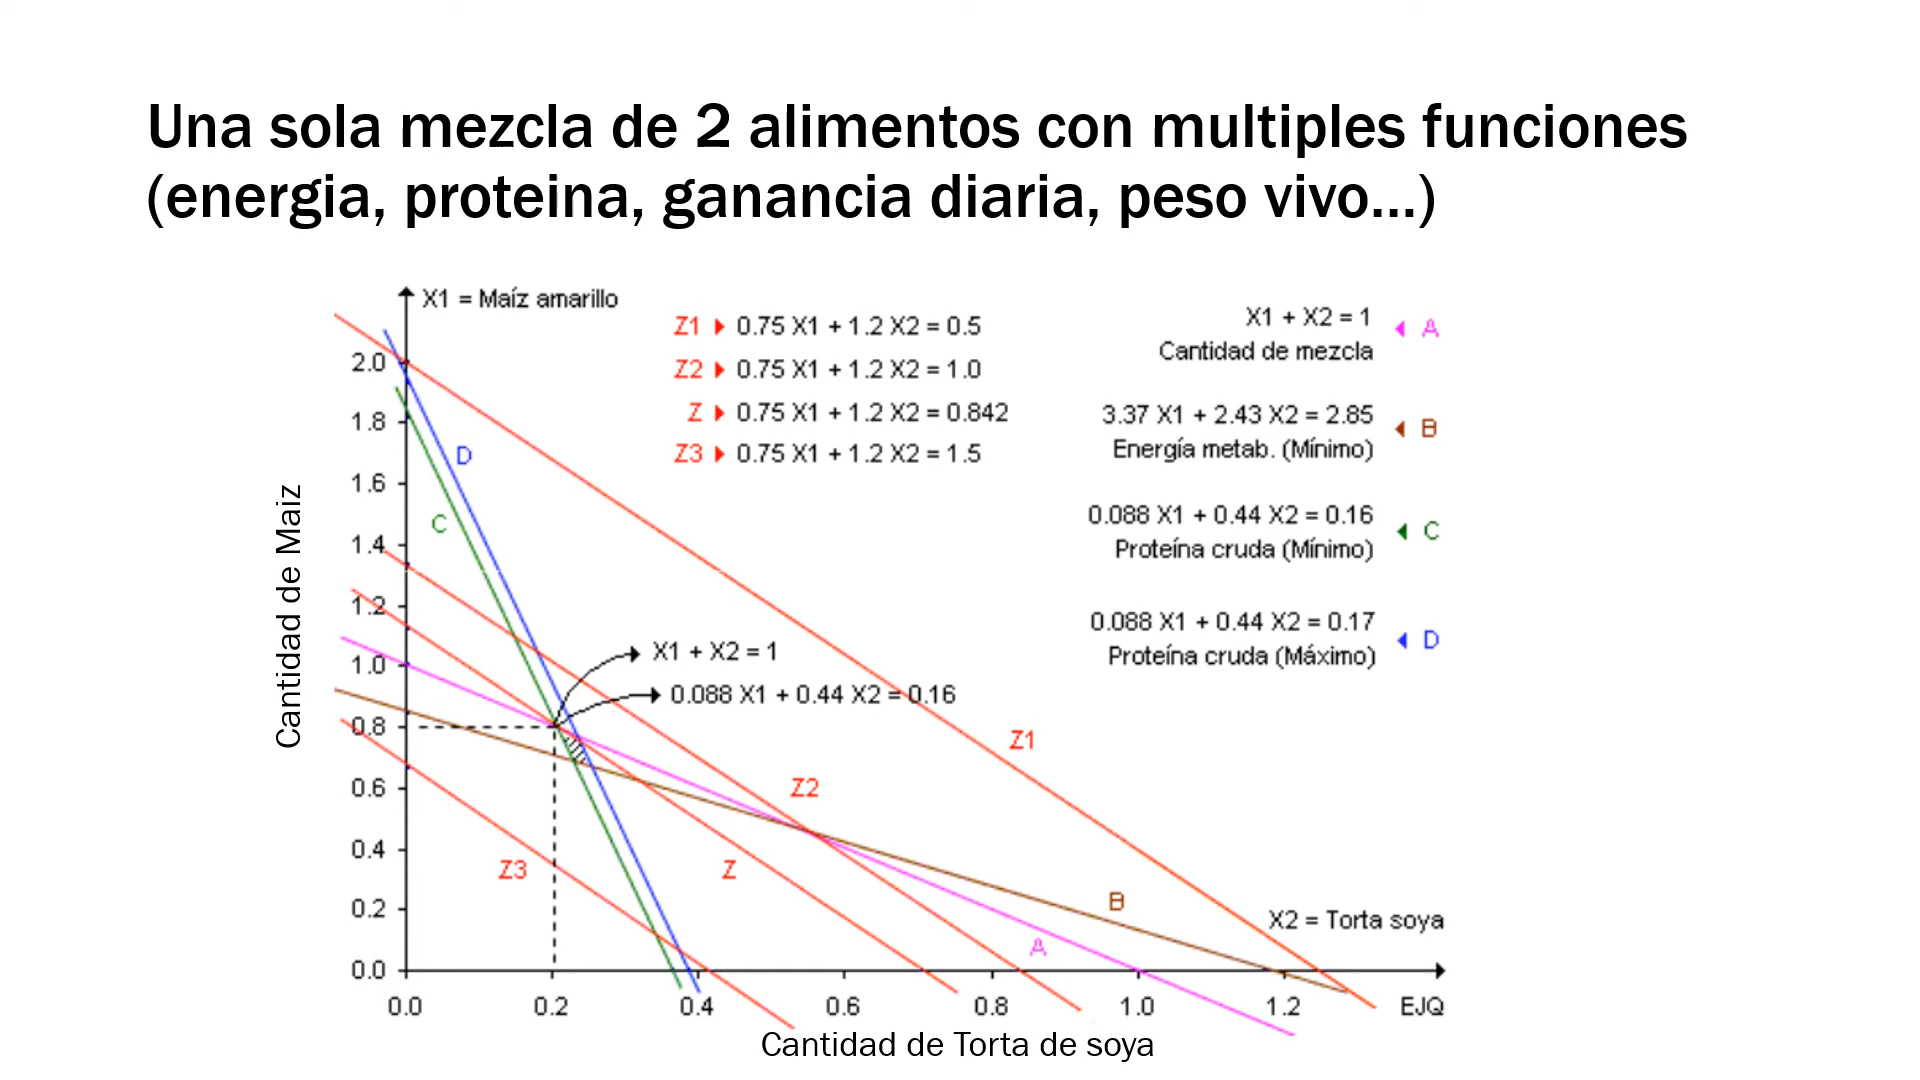 Una sola mezcla de 2 alimentos con multiples funciones
(energia, proteina, ganancia diaria, peso vivo...)
X1 = Maíz amarillo
Z1 0.75 X1 + 1.2 X2 = 0.5
Z2 0.75 X1 + 1.2 X2 = 1.0
Z 0.75 X1 + 1.2 X2 = 0.842
Z3 0.75 X1 + 1.2 X2 = 1.5
X1 + X2 = 1 A
Cantidad de mezcla
3.37 X1 + 2.43 X2 = 2.85 B
Energía metab. (Mínimo)
0.088 X1 + 0.44 X2 = 0.16 C
Proteína cruda (Mínimo)
0.088 X1 + 0.44 X2 = 0.17 D
Proteína cruda (Máximo)
Cantidad de Maiz
2.0
1.8
1.6
1.4
1.2
1.0
0.8
0.6
0.4
0.2
0.0
D
C
X1 + X2 = 1
0.088 X1 + 0.44 X2 = 0.16
Z1
Z2
Z3
Z
B
A
X2 = Torta soya
0.0 0.2 0.4 0.6 0.8 1.0 1.2 EJQ
Cantidad de Torta de soya